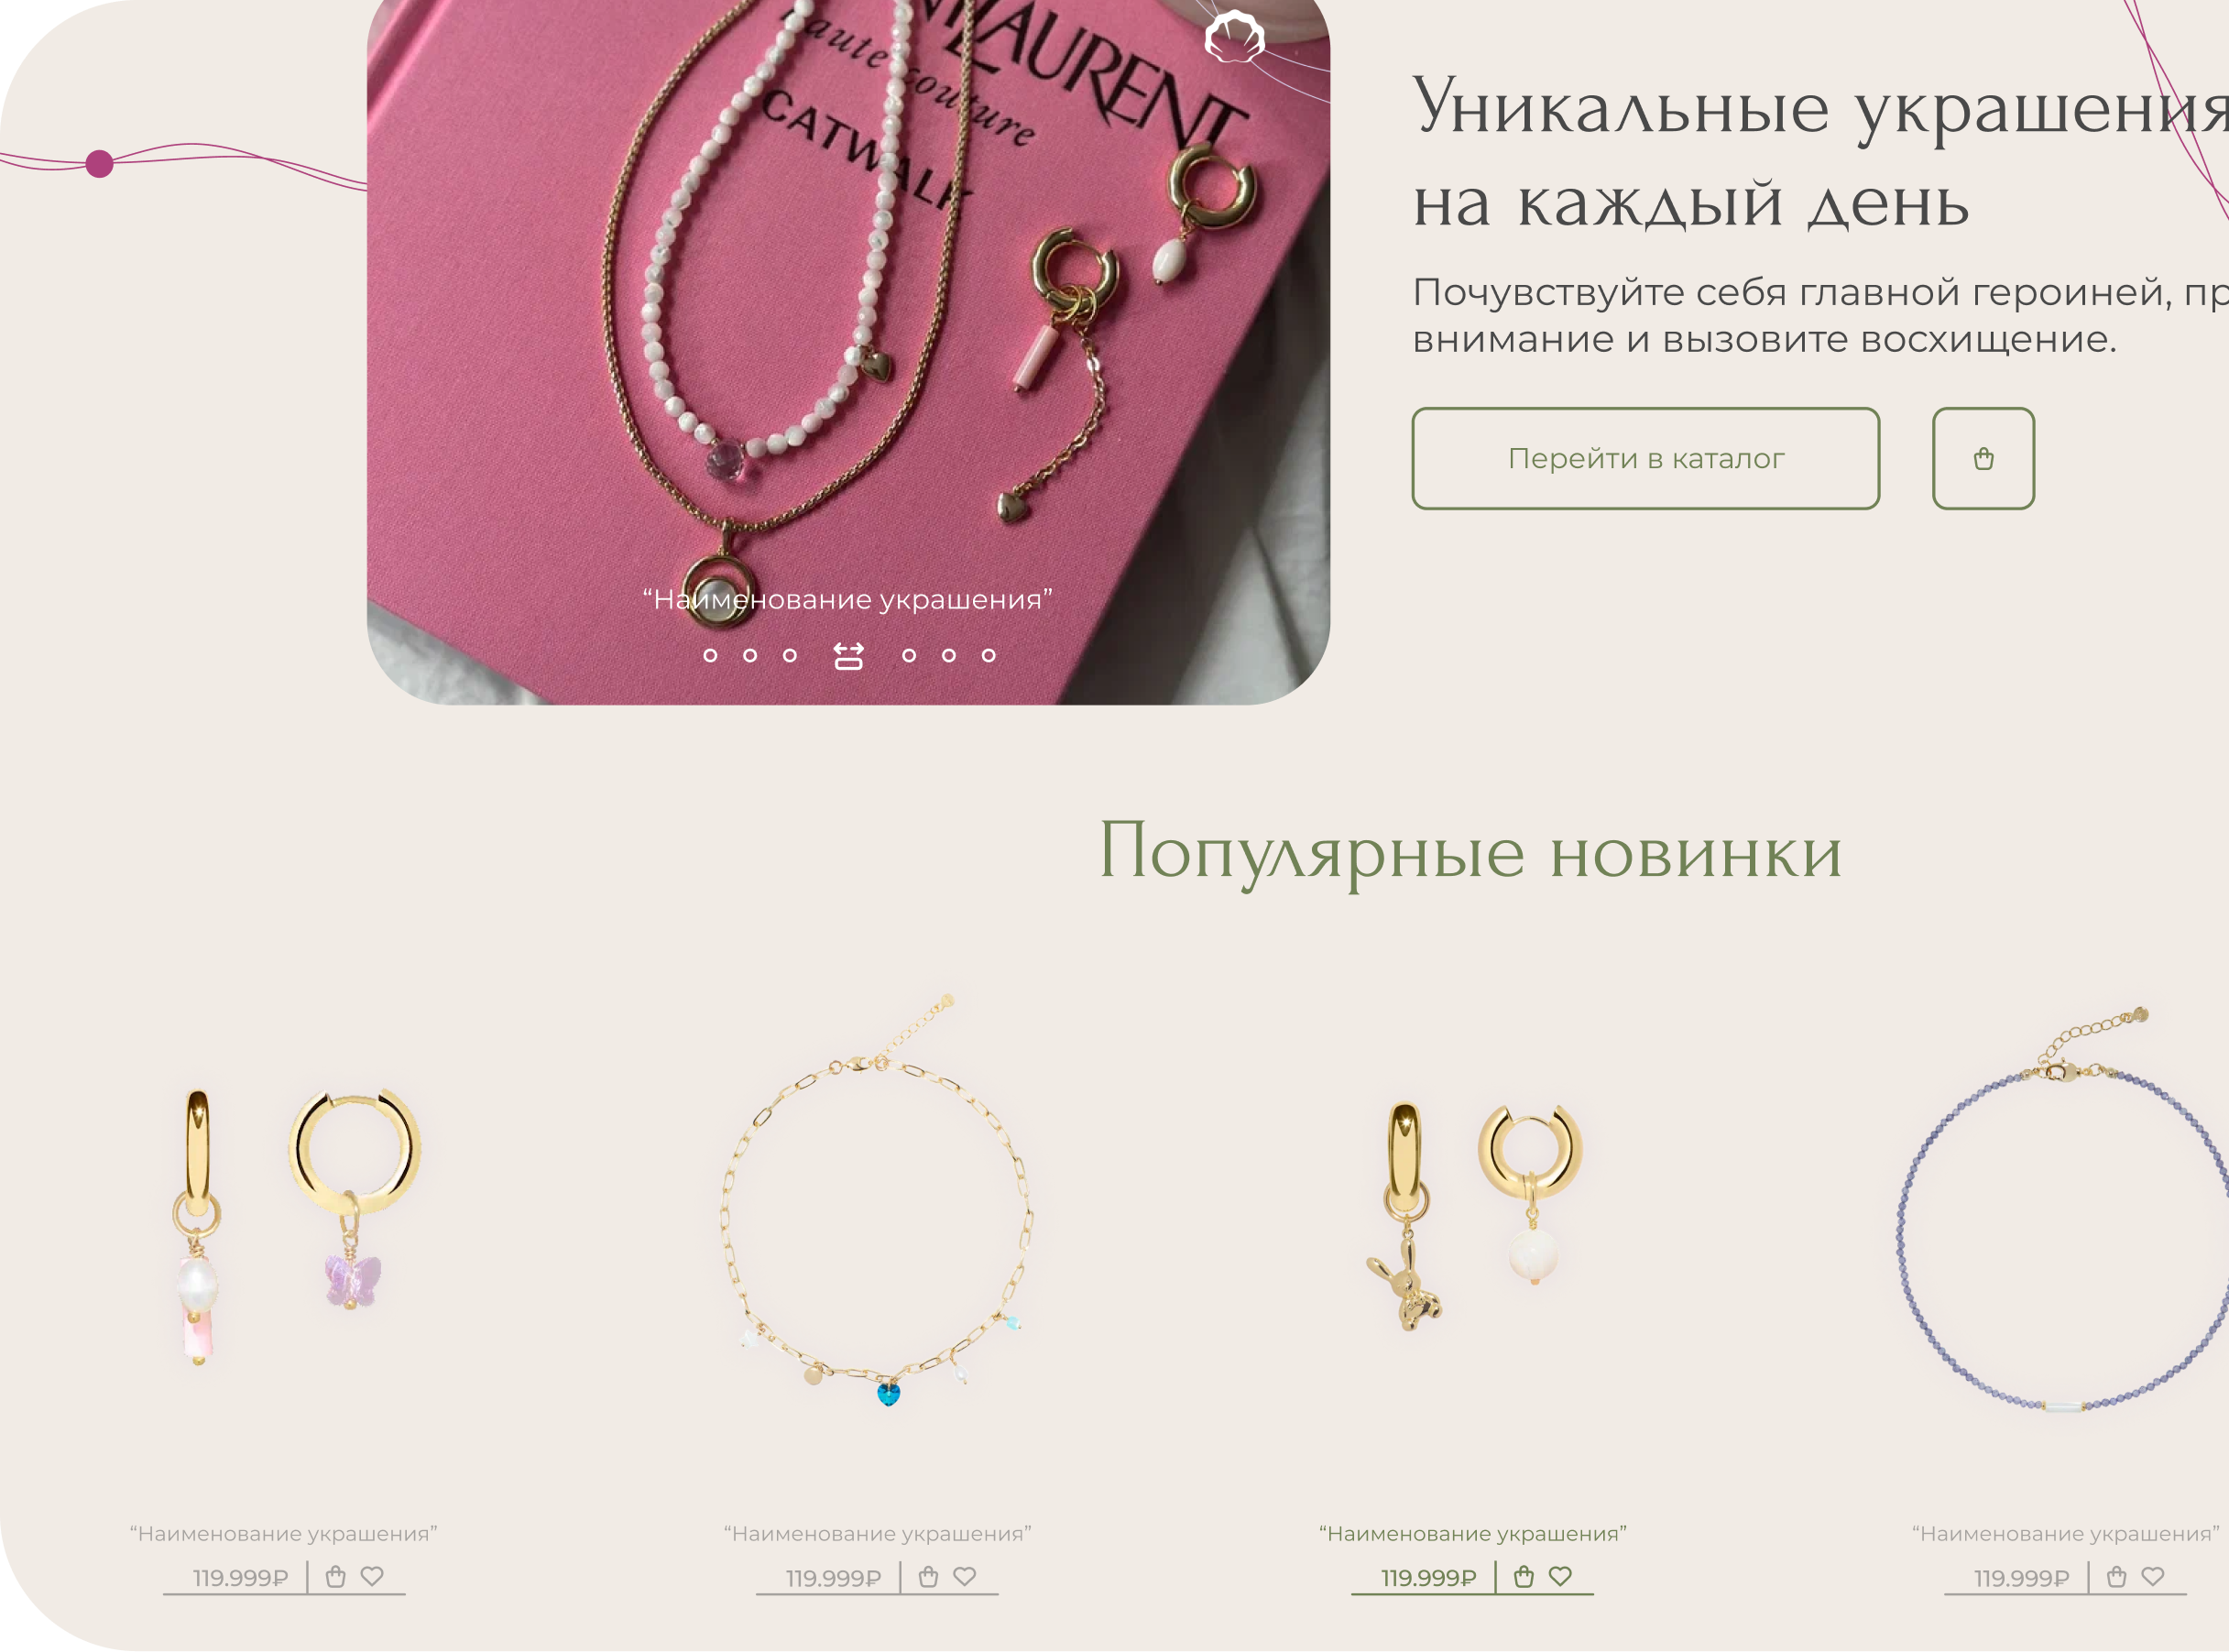 LAURENT
haute couture
CATWALK
“Наименование украшения”
Уникальные украшения
на каждый день
Почувствуйте себя главной героиней, пр
внимание и вызовите восхищение.
Перейти в каталог
Популярные новинки
“Наименование украшения”
119.999₽
“Наименование украшения”
119.999₽
“Наименование украшения”
119.999₽
“Наименование украшения”
119.999₽